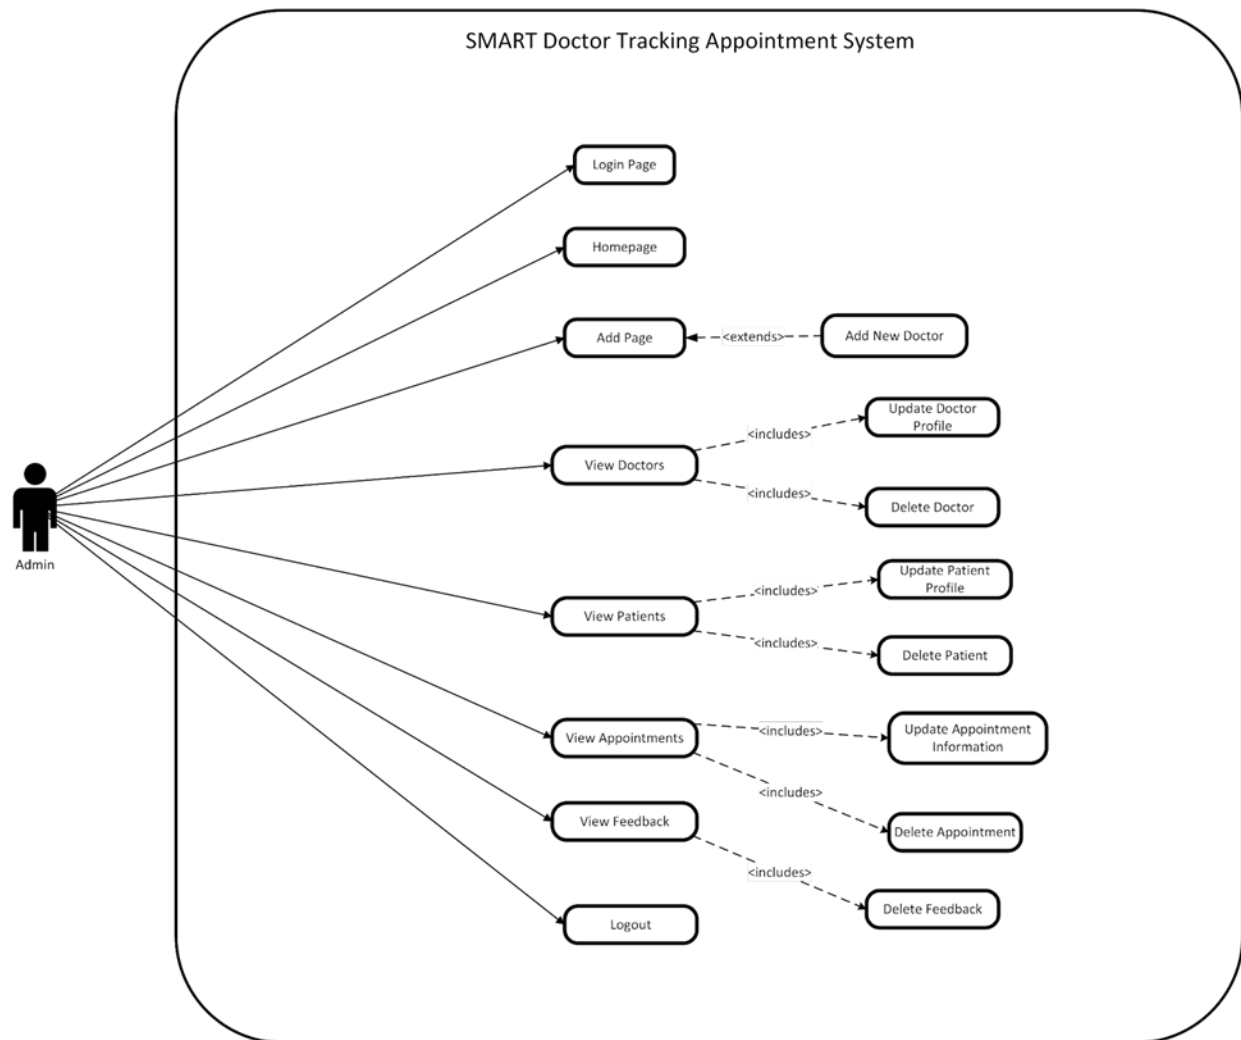 SMART Doctor Tracking Appointment System
Login Page
Homepage
Add Page
<extends>
Add New Doctor
Update Doctor
Profile
<includes>
View Doctors
<includes>
Delete Doctor
Admin
Update Patient
Profile
<includes>
View Patients
<includes>
Delete Patient
View Appointments
<includes>
Update Appointment
Information
<includes>
View Feedback
Delete Appointment
<includes>
Delete Feedback
Logout